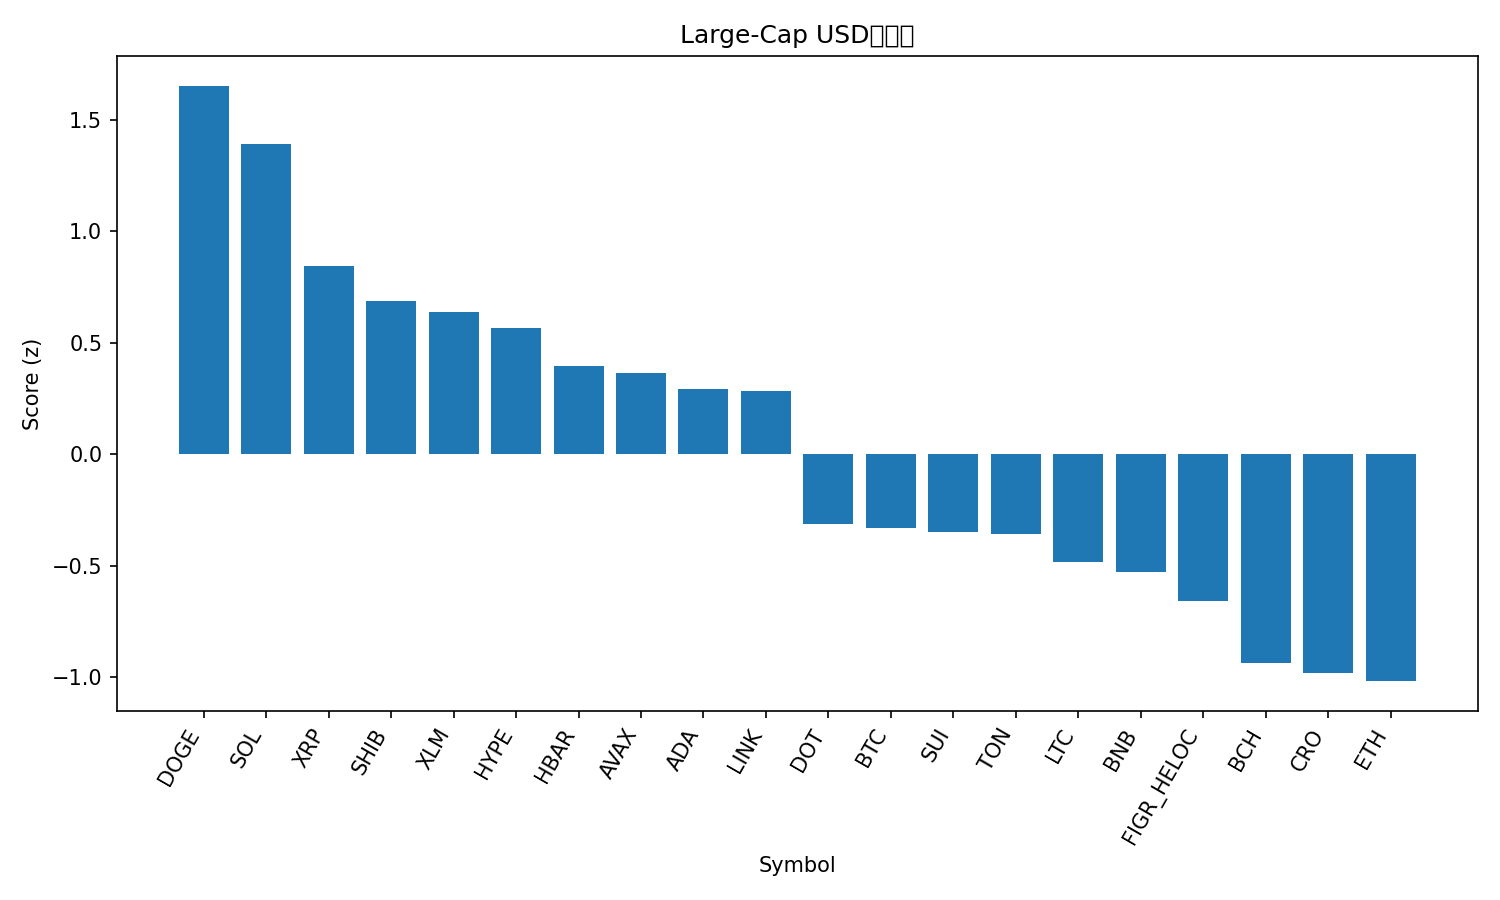 Large-Cap USD
1.5
1.0
0.5
0.0
−0.5
−1.0
Score (z)
DOGE
SOL
XRP
SHIB
XLM
HYPE
HBAR
AVAX
ADA
LINK
DOT
BTC
SUI
TON
LTC
BNB
FIGR_HELOC
BCH
CRO
ETH
Symbol